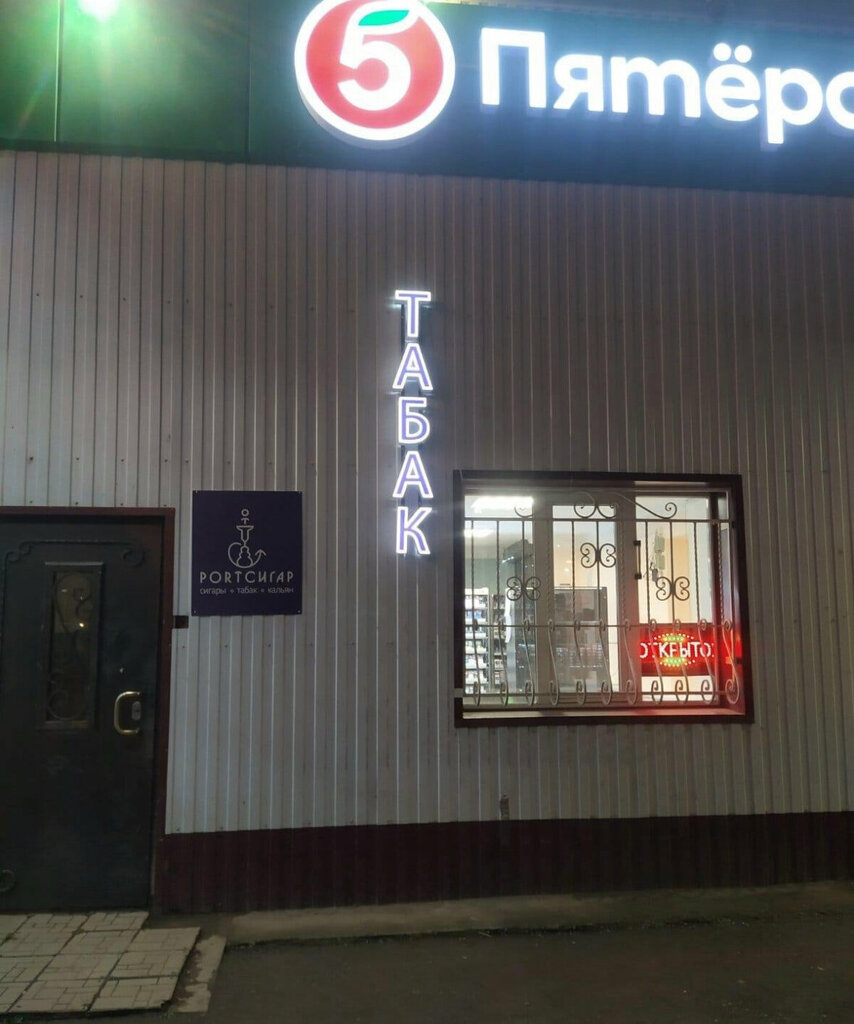 5 Пятёро
ТАБАК
PORTСИГАР
сигары • табак • кальян
ОТКРЫТО